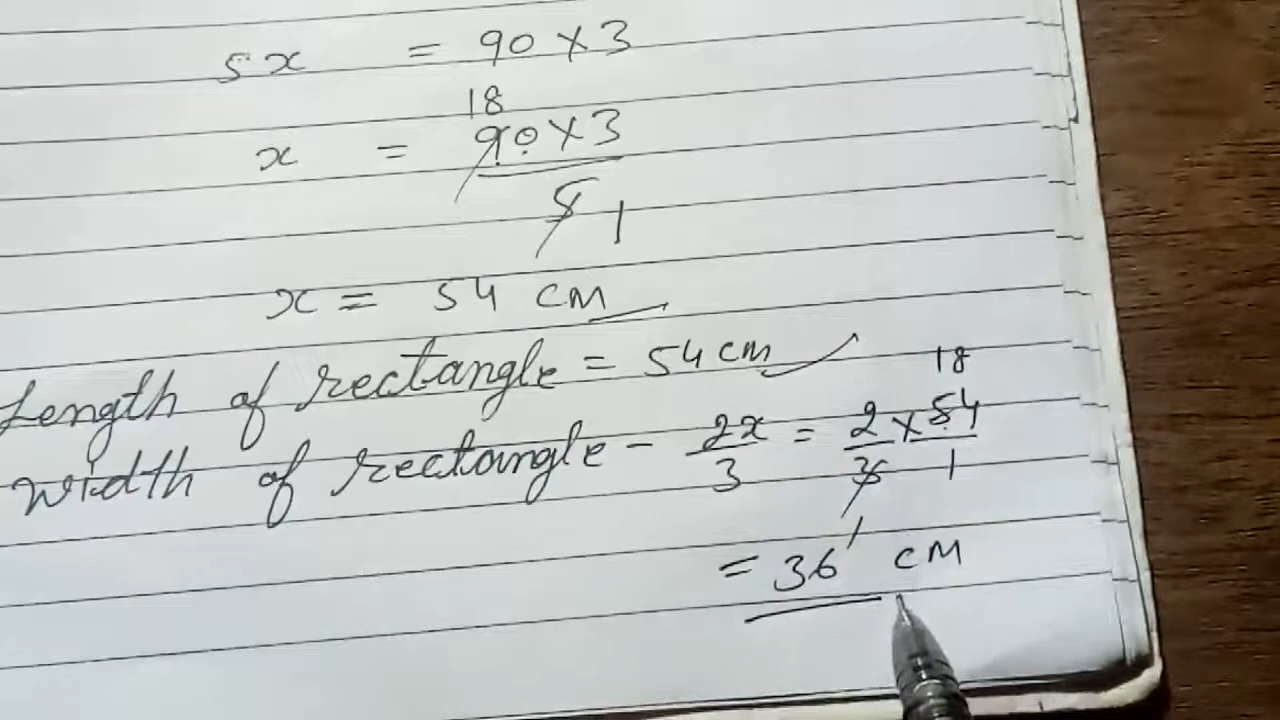 5x = 90 × 3
18
x = 90 × 3
5 1
x = 54 cm
Length of rectangle = 54 cm
18
Width of rectangle - 2x/3 = 2/3 × 54/1
1
= 36 cm